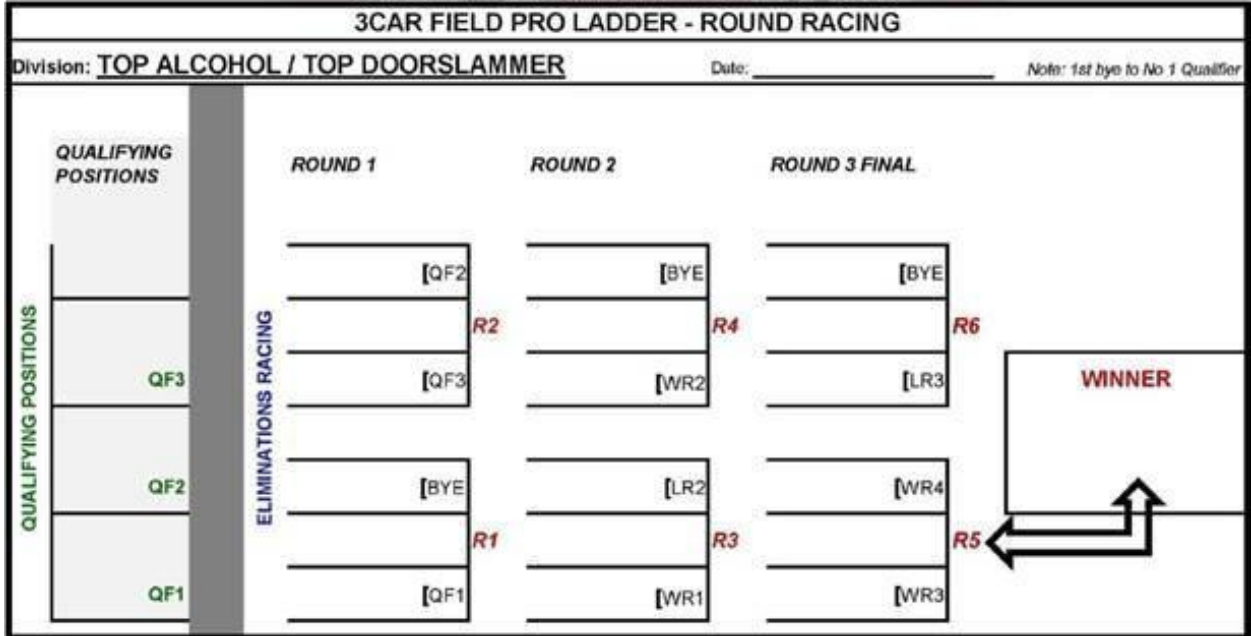 3CAR FIELD PRO LADDER - ROUND RACING
Division: TOP ALCOHOL / TOP DOORSLAMMER Date: Note: 1st bye to No 1 Qualifier
QUALIFYING
POSITIONS
ROUND 1 ROUND 2 ROUND 3 FINAL
QUALIFYING POSITIONS
ELIMINATIONS RACING
[QF2 [BYE [BYE
R2 R4 R6
QF3 [QF3 [WR2 [LR3 WINNER
QF2 [BYE [LR2 [WR4
R1 R3 R5
QF1 [QF1 [WR1 [WR3